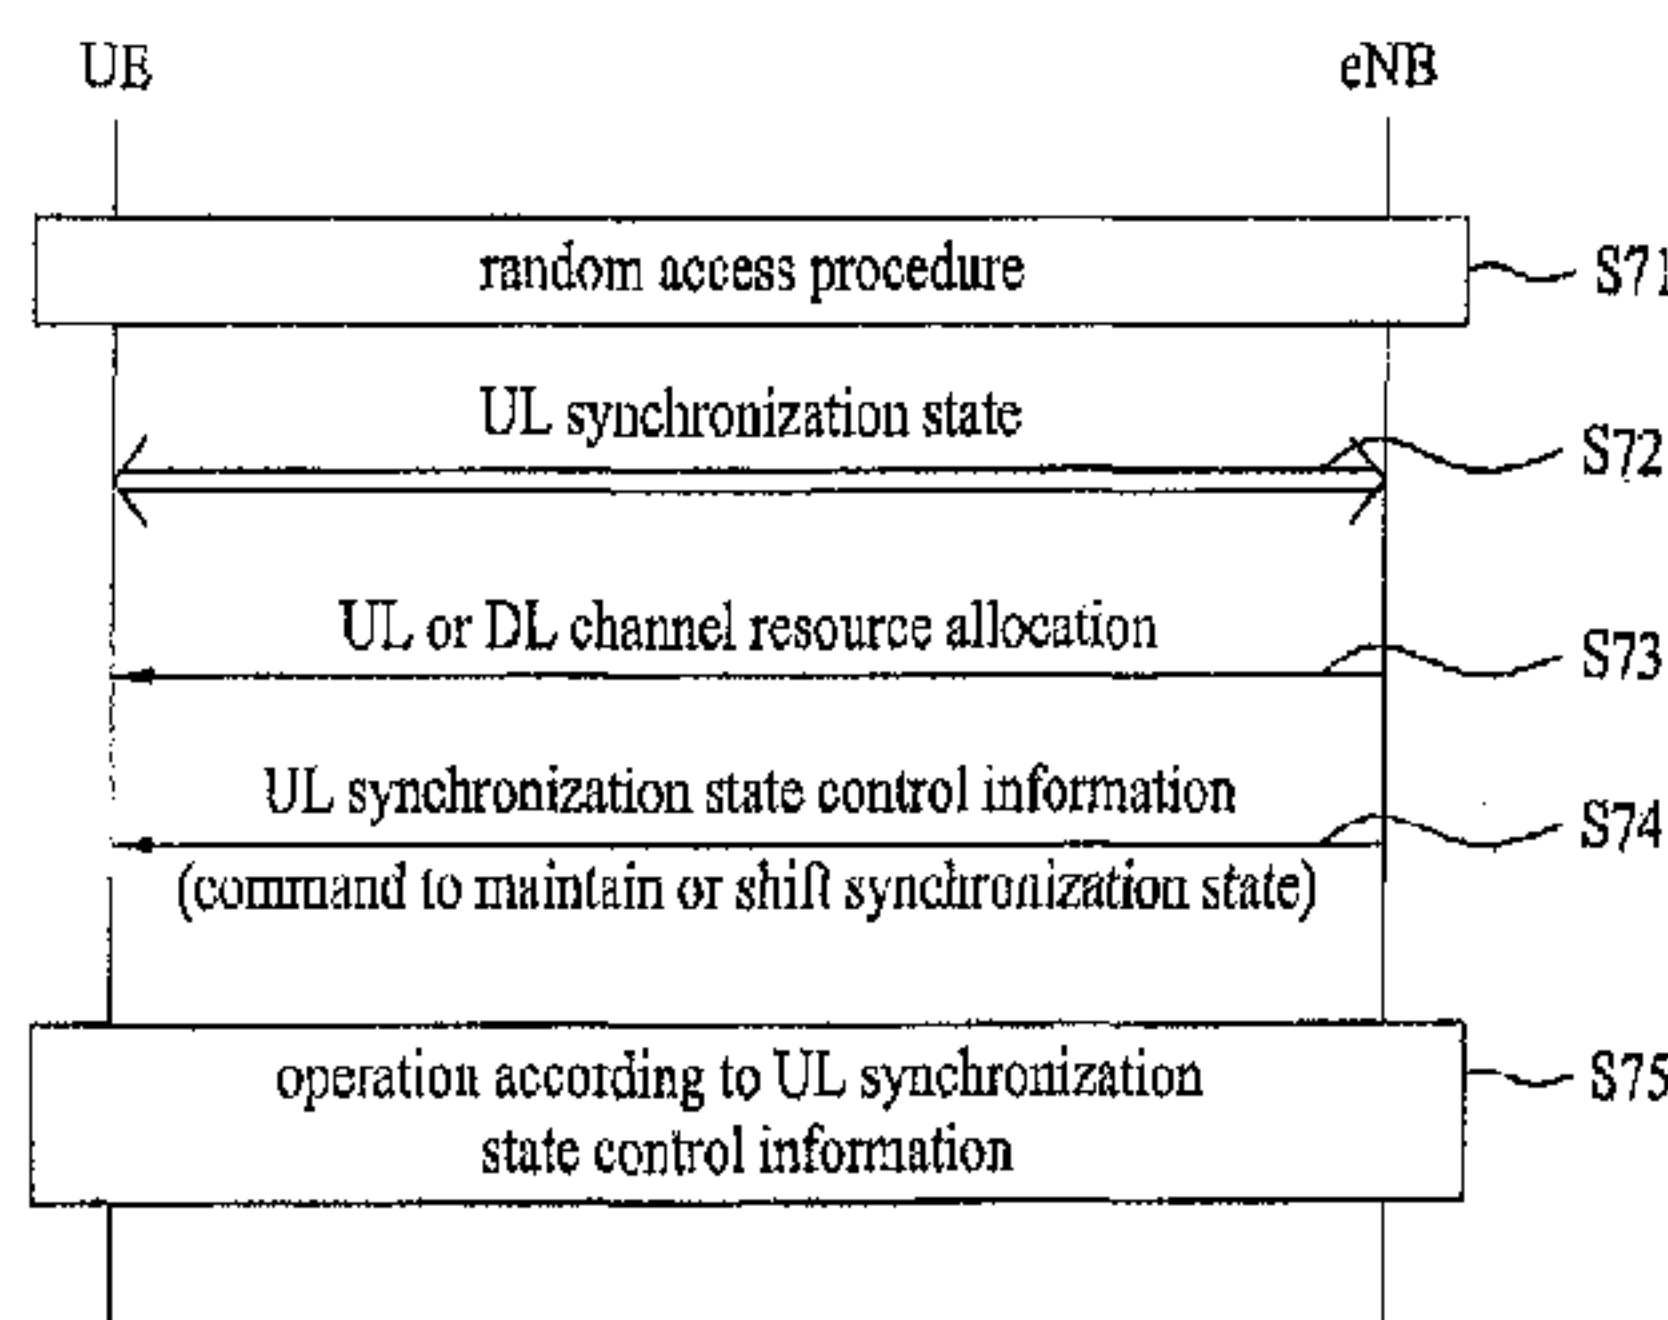 UE
eNB
random access procedure
S71
UL synchronization state
S72
UL or DL channel resource allocation
S73
UL synchronization state control information
S74
(command to maintain or shift synchronization state)
operation according to UL synchronization
S75
state control information